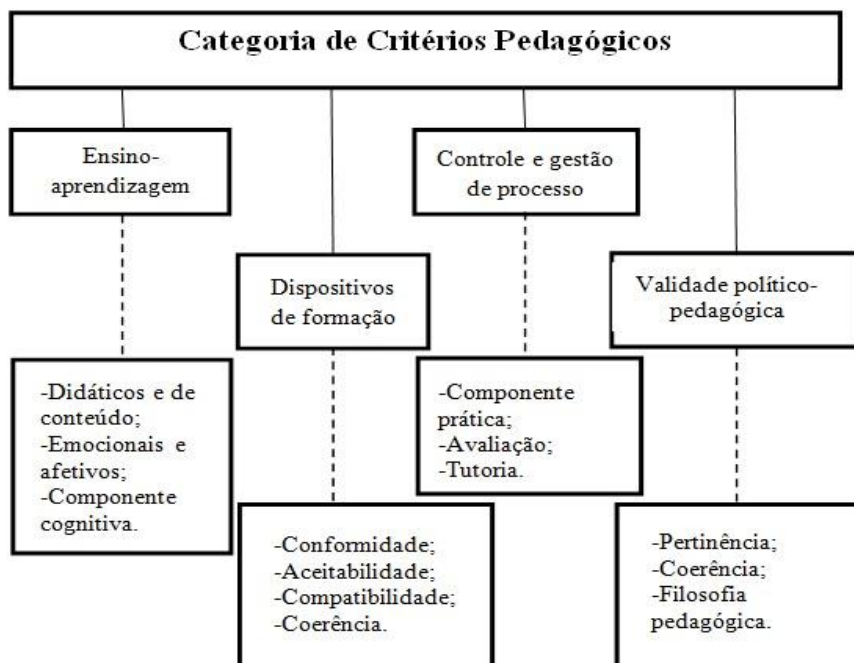 Categoria de Critérios Pedagógicos
Ensino-
aprendizagem
Controle e gestão
de processo
Dispositivos
de formação
Validade político-
pedagógica
-Didáticos e de
conteúdo;
-Emocionais e
afetivos;
-Componente
cognitiva.
-Componente
prática;
-Avaliação;
-Tutoria.
-Conformidade;
-Aceitabilidade;
-Compatibilidade;
-Coerência.
-Pertinência;
-Coerência;
-Filosofia
pedagógica.